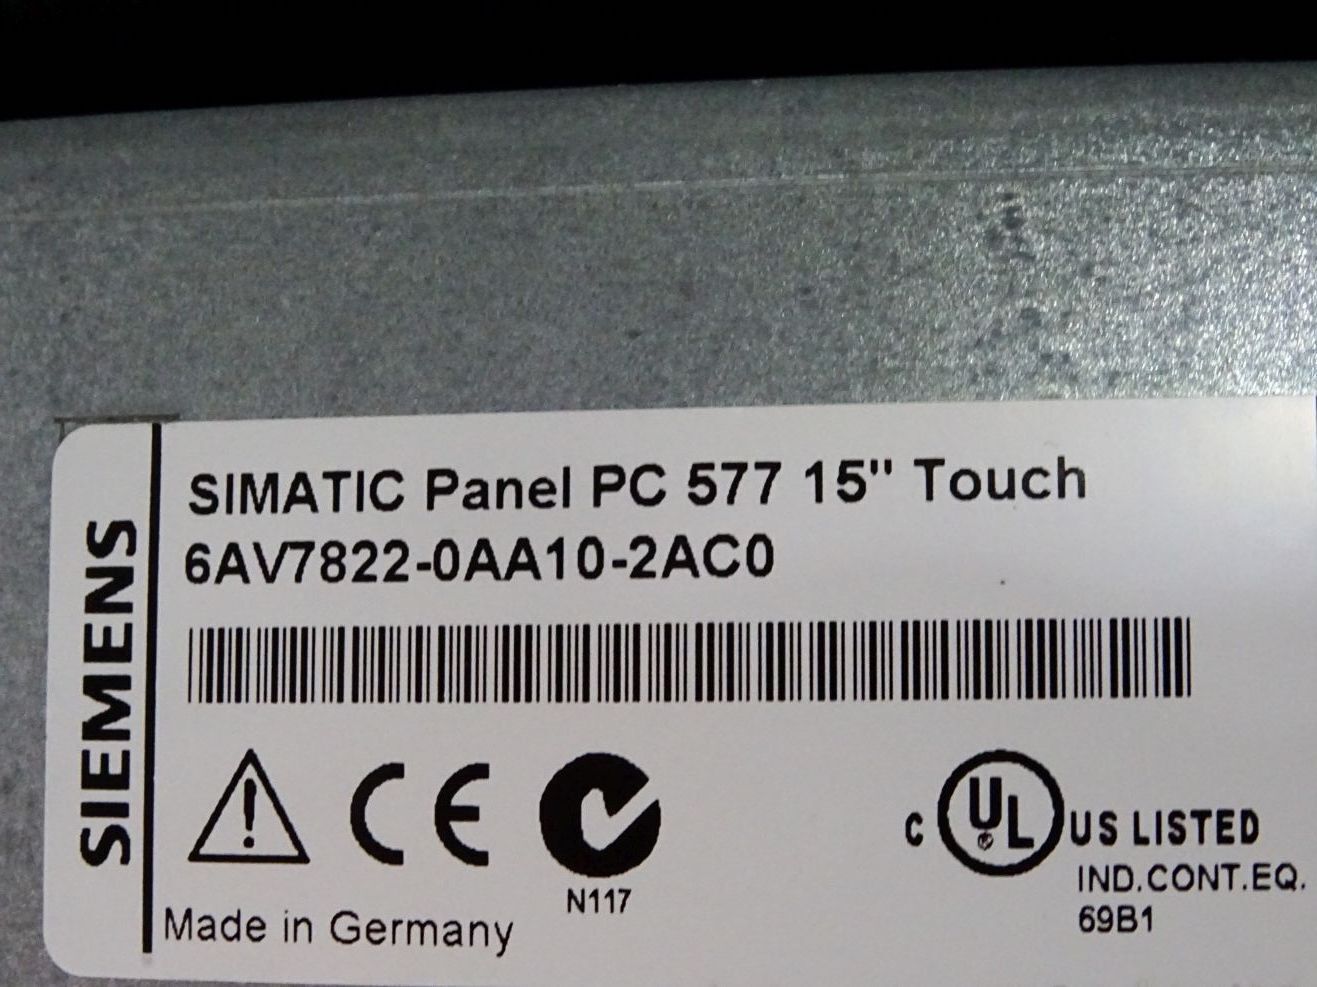 SIEMENS
SIMATIC Panel PC 577 15" Touch
6AV7822-0AA10-2AC0
CE
N117
c UL US LISTED
IND.CONT.EQ.
69B1
Made in Germany